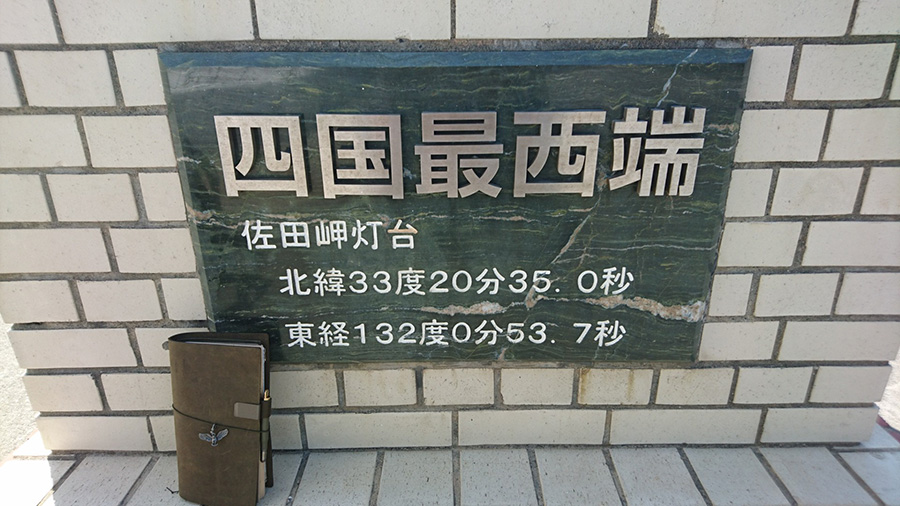 四国最西端
佐田岬灯台
北緯33度20分35.0秒
東経132度0分53.7秒